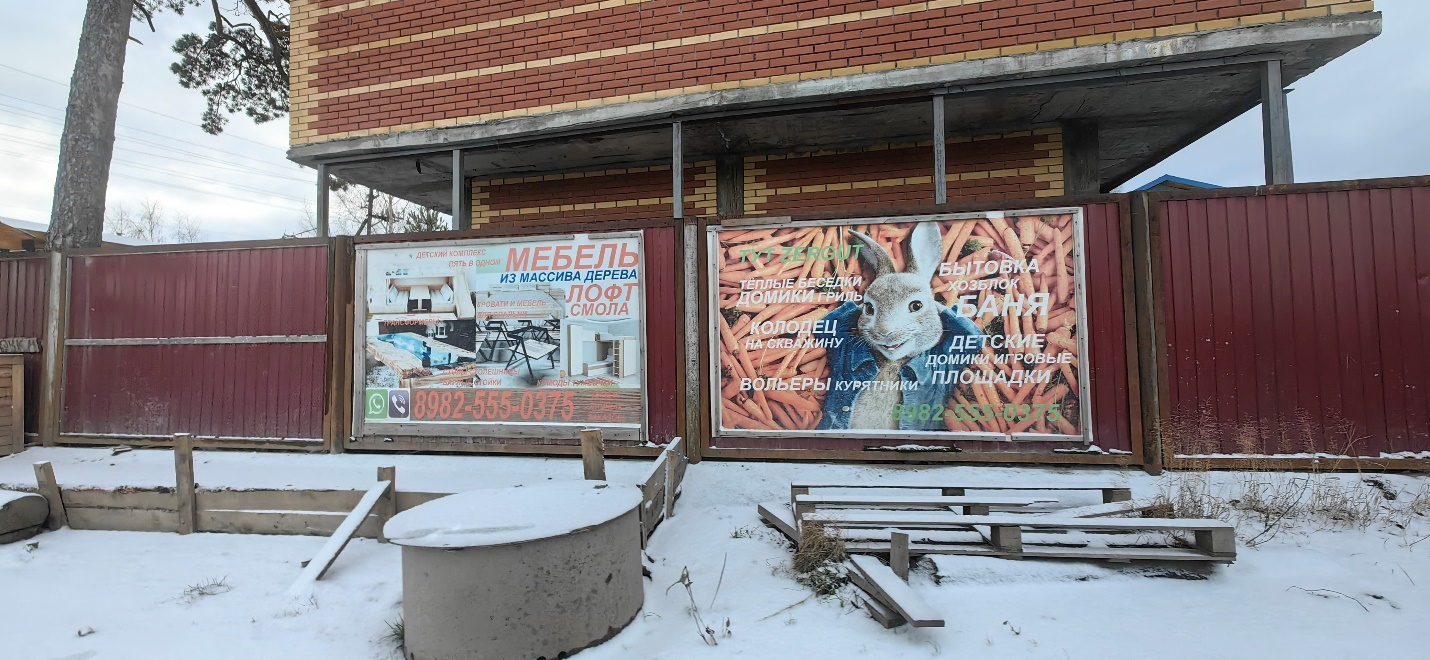 ДЕТСКИЙ КОМПЛЕКС
ПЯТЬ В ОДНОМ
МЕБЕЛЬ
ИЗ МАССИВА ДЕРЕВА
ЛОФТ
СМОЛА
КРОВАТИ И МЕБЕЛЬ
8982-555-0375
TYT ZERGUT
ТЁПЛЫЕ БЕСЕДКИ
ДОМИКИ ГРИЛЬ
КОЛОДЕЦ
НА СКВАЖИНУ
ВОЛЬЕРЫ КУРЯТНИКИ
БЫТОВКА
ХОЗБЛОК
БАНЯ
ДЕТСКИЕ
ДОМИКИ ИГРОВЫЕ
ПЛОЩАДКИ
8982-555-0375